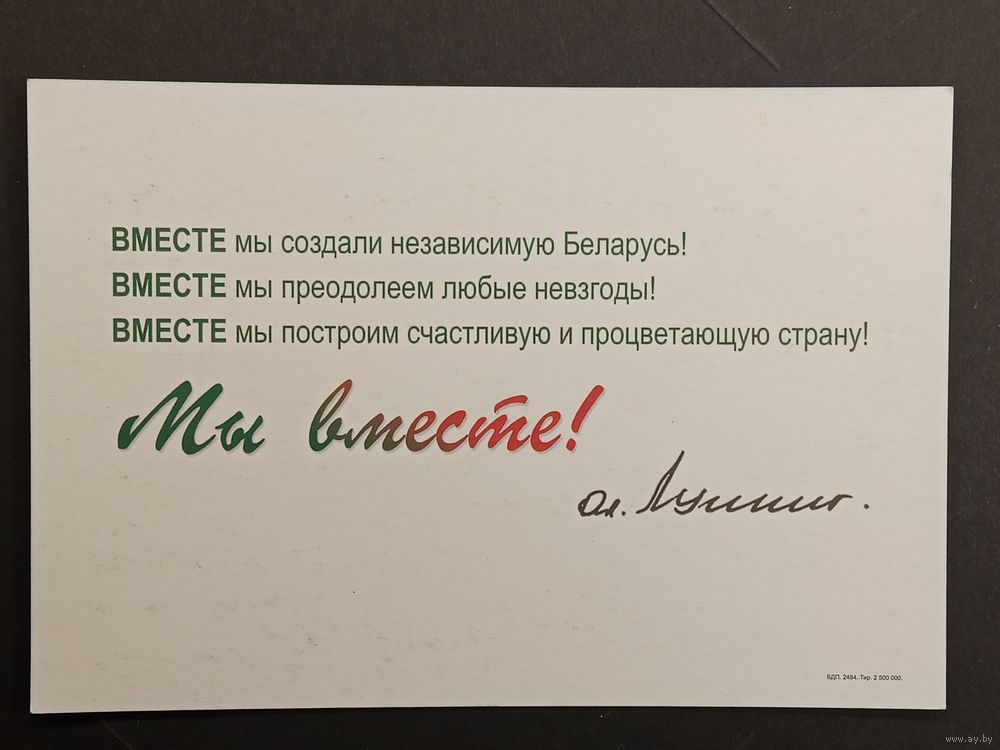 ВМЕСТЕ мы создали независимую Беларусь!
ВМЕСТЕ мы преодолеем любые невзгоды!
ВМЕСТЕ мы построим счастливую и процветающую страну!
Мы вместе!
Ал.
БДП. 2484. Тир. 2 500 000.
www.ay.by